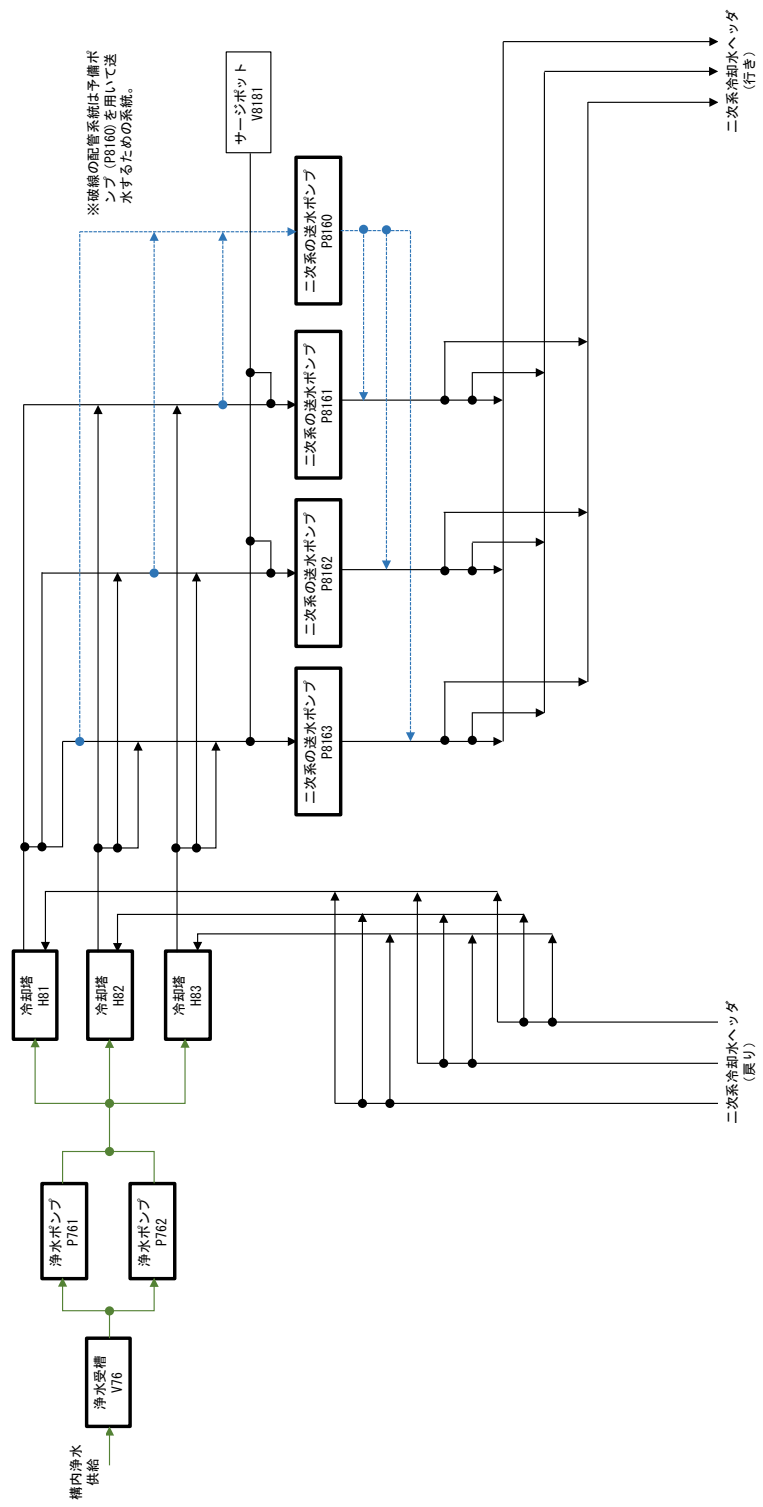 ※破線の配管系統は予備ポ
ンプ(P8160)を用いて送
水するための系統。
構内浄水
供給
浄水受槽
V76
浄水ポンプ
P761
浄水ポンプ
P762
冷却塔
H81
冷却塔
H82
冷却塔
H83
サージポット
V8181
二次系の送水ポンプ
P8163
二次系の送水ポンプ
P8162
二次系の送水ポンプ
P8161
二次系の送水ポンプ
P8160
二次系冷却水ヘッダ
(戻り)
二次系冷却水ヘッダ
(行き)